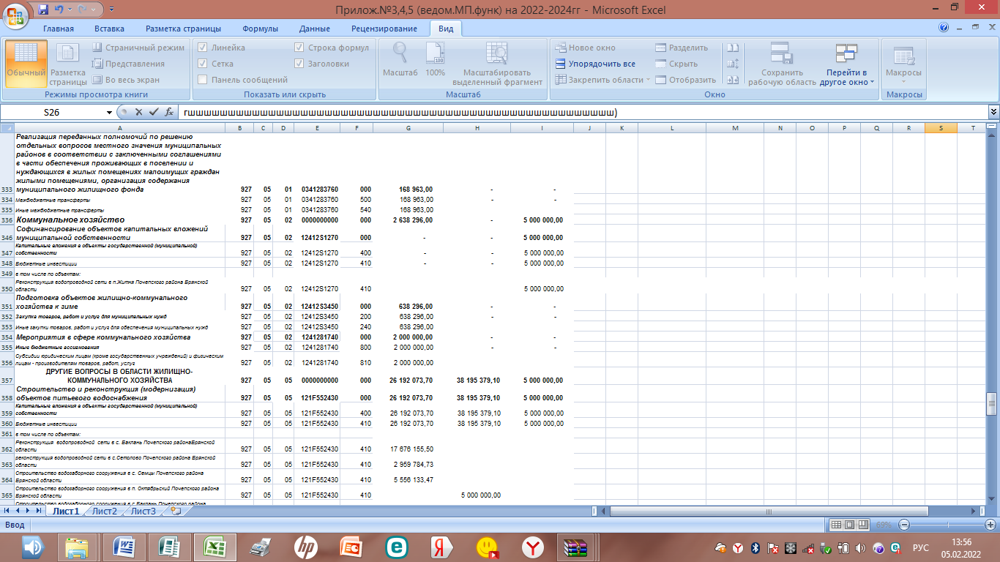 Прилож.№3,4,5 (ведом.МП.функ) на 2022-2024гг - Microsoft Excel
Главная Вставка Разметка страницы Формулы Данные Рецензирование Вид
Обычный Разметка страницы Страничный режим Представления Во весь экран
Режимы просмотра книги
Линейка Строка формул
Сетка Заголовки
Панель сообщений
Показать или скрыть
Масштаб 100% Масштабировать выделенный фрагмент
Масштаб
Новое окно Разделить
Упорядочить все Скрыть
Закрепить области Отобразить
Сохранить рабочую область Перейти в другое окно
Окно
Макросы
Макросы
S26
A B C D E F G H I J K L M N O P Q R S T
Реализация переданных полномочий по решению
отдельных вопросов местного значения муниципальных
районов в соответствии с заключенными соглашениями
в части обеспечения проживающих в поселении и
нуждающихся в жилых помещениях малоимущих граждан
жилыми помещениями, организация содержания
333 муниципального жилищного фонда 927 05 01 0341283760 000 168 963,00 - -
334 Межбюджетные трансферты 927 05 01 0341283760 500 168 963,00 - -
335 Иные межбюджетные трансферты 927 05 01 0341283760 540 168 963,00
336 Коммунальное хозяйство 927 05 02 0000000000 000 2 638 296,00 - 5 000 000,00
Софинансирование объектов капитальных вложений
346 муниципальной собственности 927 05 02 12412S1270 000 - - 5 000 000,00
Капитальные вложения в объекты государственной (муниципальной)
347 собственности 927 05 02 12412S1270 400 - - 5 000 000,00
348 Бюджетные инвестиции 927 05 02 12412S1270 410 - - 5 000 000,00
349 в том числе по объектам:
Реконструкция водопроводной сети в п.Житня Почепского района Брянской
350 области 927 05 02 12412S1270 410 5 000 000,00
Подготовка объектов жилищно-коммунального
351 хозяйства к зиме 927 05 02 12412S3450 000 638 296,00 - -
352 Закупка товаров, работ и услуг для муниципальных нужд 927 05 02 12412S3450 200 638 296,00 - -
353 Иные закупки товаров, работ и услуг для обеспечения муниципальных нужд 927 05 02 12412S3450 240 638 296,00
354 Мероприятия в сфере коммунального хозяйства 927 05 02 1241281740 000 2 000 000,00 - -
355 Иные бюджетные ассигнования 927 05 02 1241281740 800 2 000 000,00 - -
Субсидии юридическим лицам (кроме государственных учреждений) и физическим
356 лицам - производителям товаров, работ, услуг 927 05 02 1241281740 810 2 000 000,00
ДРУГИЕ ВОПРОСЫ В ОБЛАСТИ ЖИЛИЩНО-
357 КОММУНАЛЬНОГО ХОЗЯЙСТВА 927 05 05 0000000000 000 26 192 073,70 38 195 379,10 5 000 000,00
Строительство и реконструкция (модернизация)
358 объектов питьевого водоснабжения 927 05 05 121F552430 000 26 192 073,70 38 195 379,10 5 000 000,00
Капитальные вложения в объекты государственной (муниципальной)
359 собственности 927 05 05 121F552430 400 26 192 073,70 38 195 379,10 5 000 000,00
360 Бюджетные инвестиции 927 05 05 121F552430 410 26 192 073,70 38 195 379,10 5 000 000,00
361 в том числе по объектам:
Реконструкция водопроводной сети в с. Баклань Почепского районаБрянской
362 области 927 05 05 121F552430 410 17 676 155,50
реконструкция водопроводной сети в с.Сетолово Почепского района Брянской
363 области 927 05 05 121F552430 410 2 959 784,73
Строительство водозаборного сооружения в с. Семцы Почепского района
364 Брянской области 927 05 05 121F552430 410 5 556 133,47
Строительство водозаборного сооружения в п. Октябрьский Почепского района
365 Брянской области 927 05 05 121F552430 410 5 000 000,00
Строительство водозаборного сооружения в с.Баклань Почепского района
Лист1 Лист2 Лист3
Ввод 69%
РУС 13:56
05.02.2022